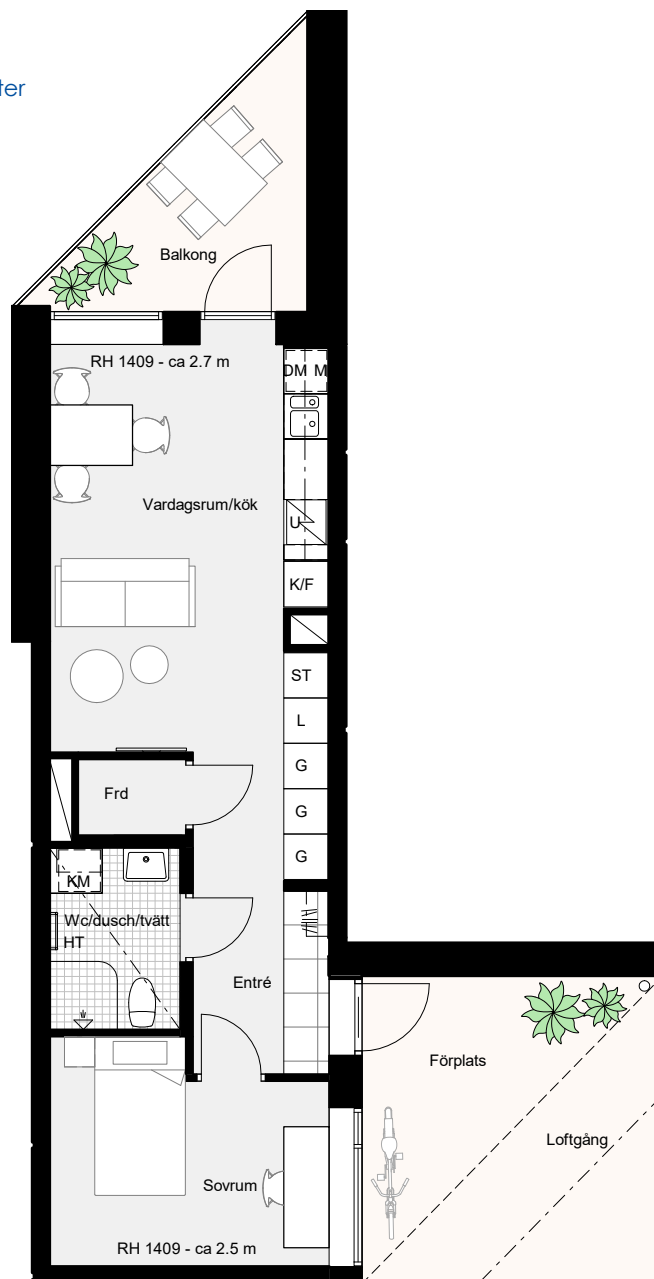 ter
Balkong
RH 1409 - ca 2.7 m
DM M
Vardagsrum/kök
U
K/F
ST
L
G
Frd
G
G
KM
Wc/dusch/tvätt
HT
Entré
Förplats
Loftgång
Sovrum
RH 1409 - ca 2.5 m